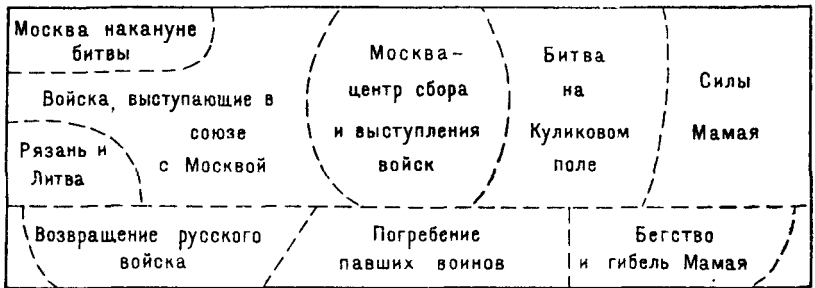 Москва накануне
битвы
Войска, выступающие в
союзе
с Москвой
Рязань и
Литва
Москва–
центр сбора
и выступления
войск
Битва
на
Куликовом
поле
Силы
Мамая
Возвращение русского
войска
Погребение
павших воинов
Бегство
и гибель Мамая